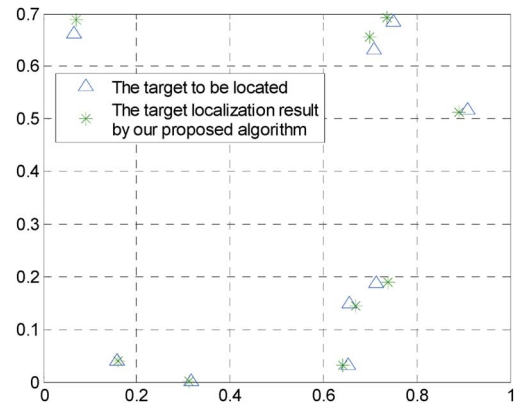 0.7
0.6
0.5
0.4
0.3
0.2
0.1
0
The target to be located
The target localization result
by our proposed algorithm
0 0.2 0.4 0.6 0.8 1